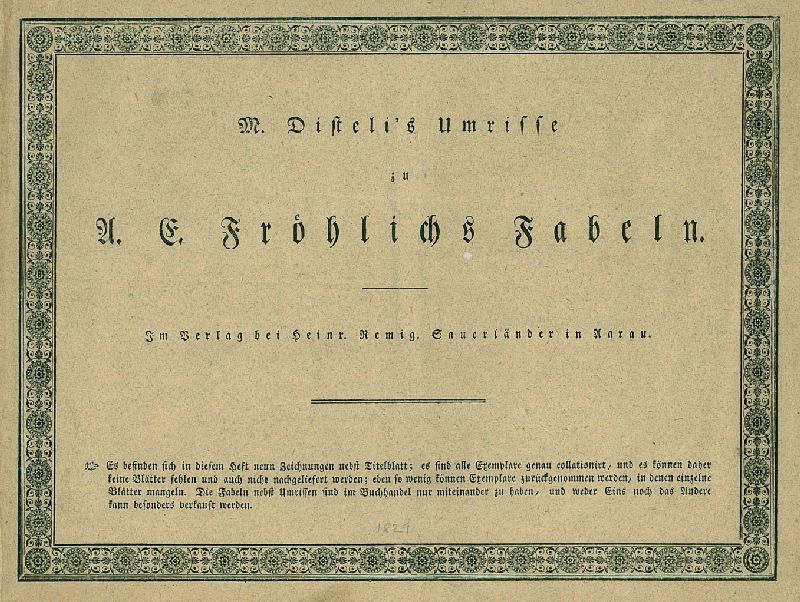 M. Disteli's Umrisse
zu
A. E. Fröhlichs Fabeln.
Im Verlag bei Heinr. Remig. Sauerländer in Aarau.
☞ Es befinden sich in diesem Heft neun Zeichnungen nebst Titelblatt; es sind alle Exemplare genau collationirt, und es können daher
keine Blätter fehlen und auch nicht nachgeliefert werden; eben so wenig können Exemplare zurückgenommen werden, in denen einzelne
Blätter mangeln. Die Fabeln nebst Umrissen sind im Buchhandel nur miteinander zu haben, und weder Eins noch das Andere
kann besonders verkauft werden.
1829